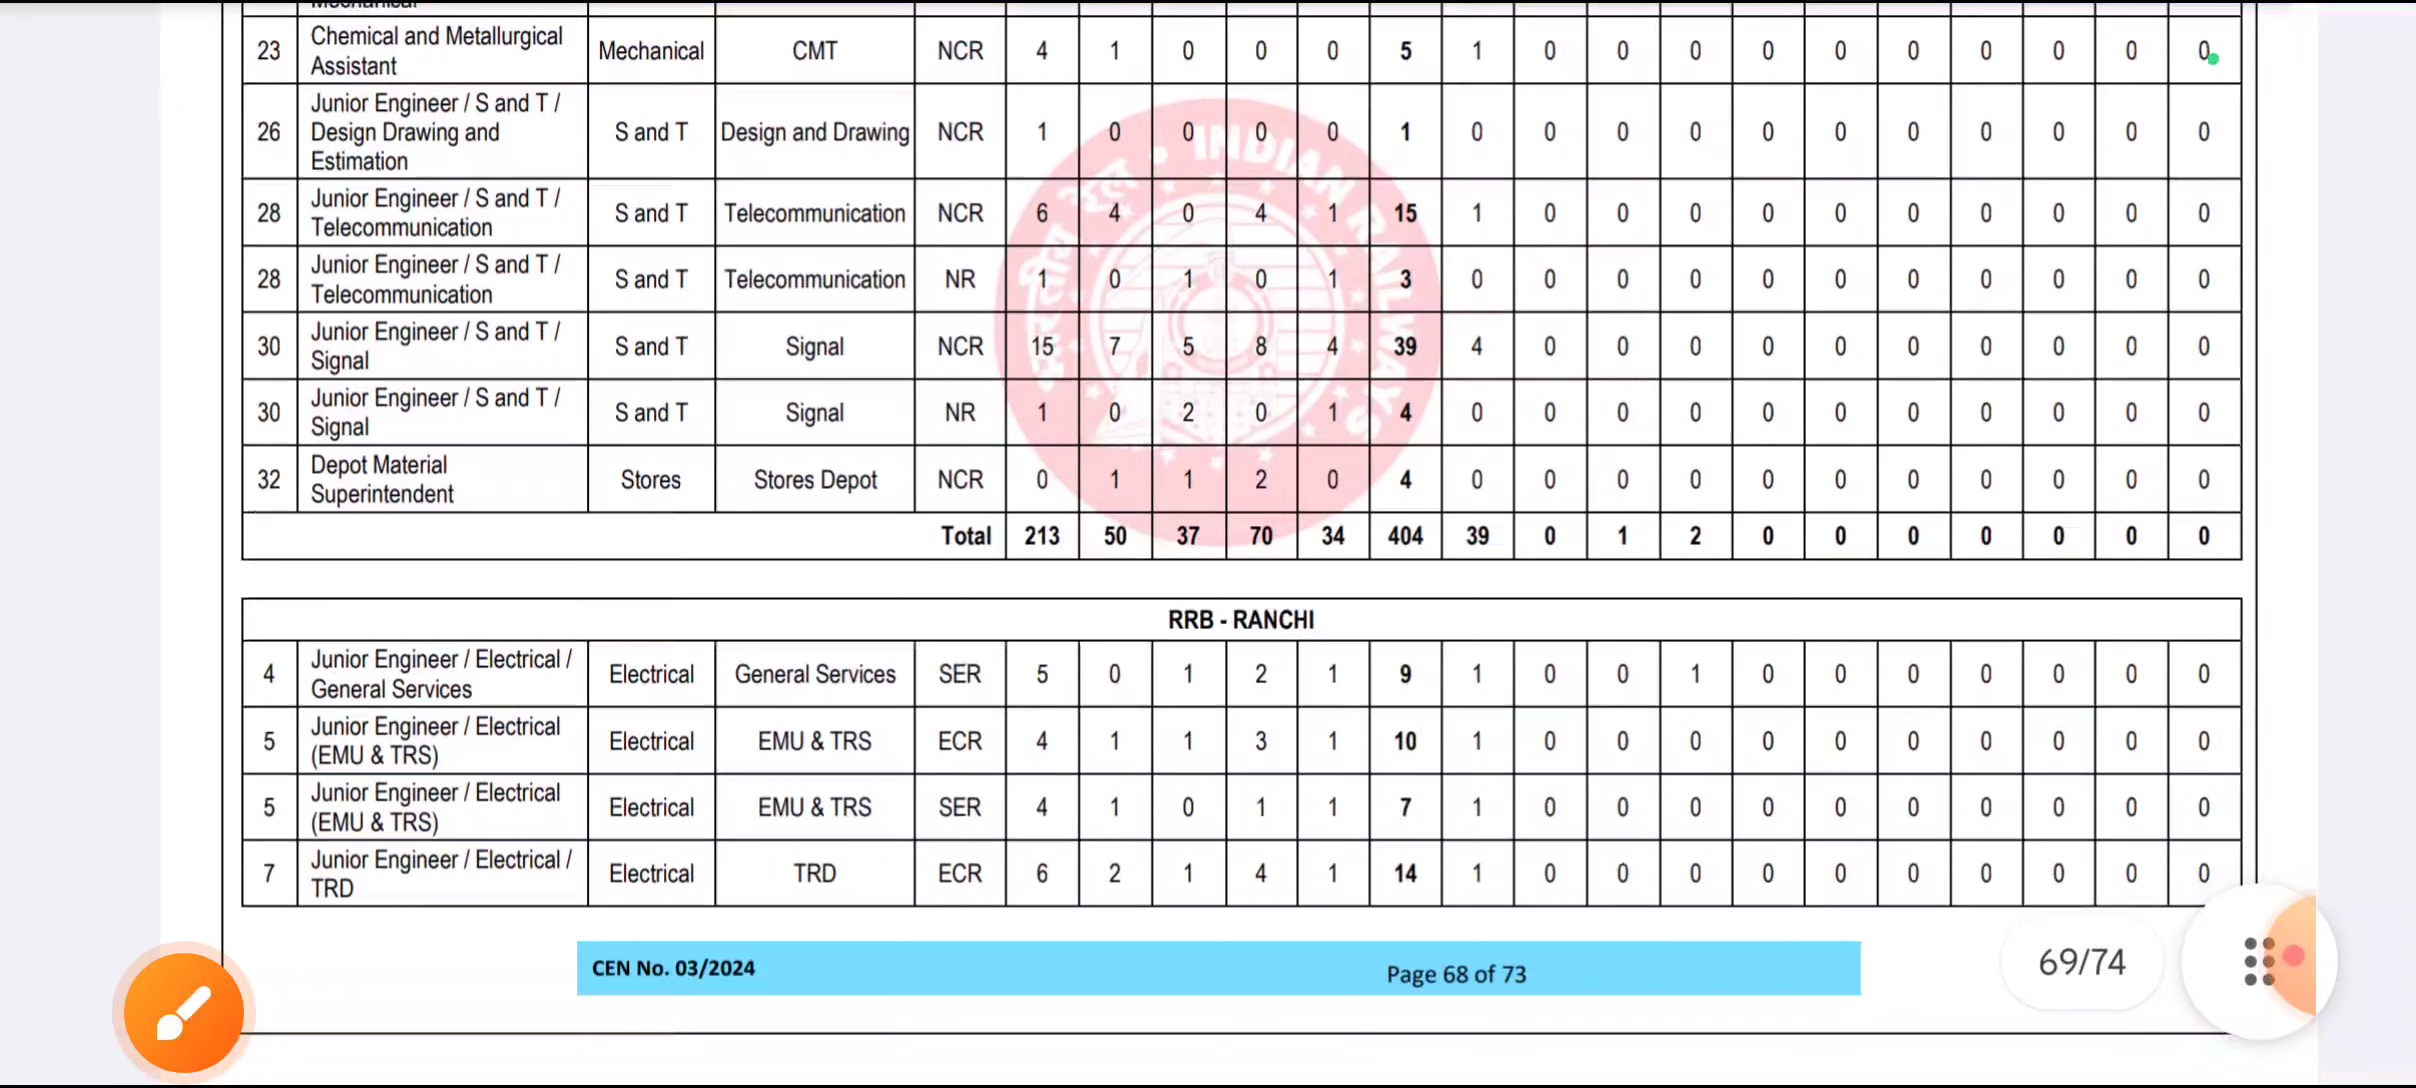 23 Chemical and Metallurgical Assistant Mechanical CMT NCR 4 1 0 0 0 5 1 0 0 0 0 0 0 0 0 0 0
26 Junior Engineer / S and T / Design Drawing and Estimation S and T Design and Drawing NCR 1 0 0 0 0 1 0 0 0 0 0 0 0 0 0 0 0
28 Junior Engineer / S and T / Telecommunication S and T Telecommunication NCR 6 4 0 4 1 15 1 0 0 0 0 0 0 0 0 0 0
28 Junior Engineer / S and T / Telecommunication S and T Telecommunication NR 1 0 1 0 1 3 0 0 0 0 0 0 0 0 0 0 0
30 Junior Engineer / S and T / Signal S and T Signal NCR 15 7 5 8 4 39 4 0 0 0 0 0 0 0 0 0 0
30 Junior Engineer / S and T / Signal S and T Signal NR 1 0 2 0 1 4 0 0 0 0 0 0 0 0 0 0 0
32 Depot Material Superintendent Stores Stores Depot NCR 0 1 1 2 0 4 0 0 0 0 0 0 0 0 0 0 0
Total 213 50 37 70 34 404 39 0 1 2 0 0 0 0 0 0 0
भारतीय रेल • INDIAN RAILWAYS
RRB - RANCHI
4 Junior Engineer / Electrical / General Services Electrical General Services SER 5 0 1 2 1 9 1 0 0 1 0 0 0 0 0 0 0
5 Junior Engineer / Electrical (EMU & TRS) Electrical EMU & TRS ECR 4 1 1 3 1 10 1 0 0 0 0 0 0 0 0 0 0
5 Junior Engineer / Electrical (EMU & TRS) Electrical EMU & TRS SER 4 1 0 1 1 7 1 0 0 0 0 0 0 0 0 0 0
7 Junior Engineer / Electrical / TRD Electrical TRD ECR 6 2 1 4 1 14 1 0 0 0 0 0 0 0 0 0 0
CEN No. 03/2024 Page 68 of 73
69/74